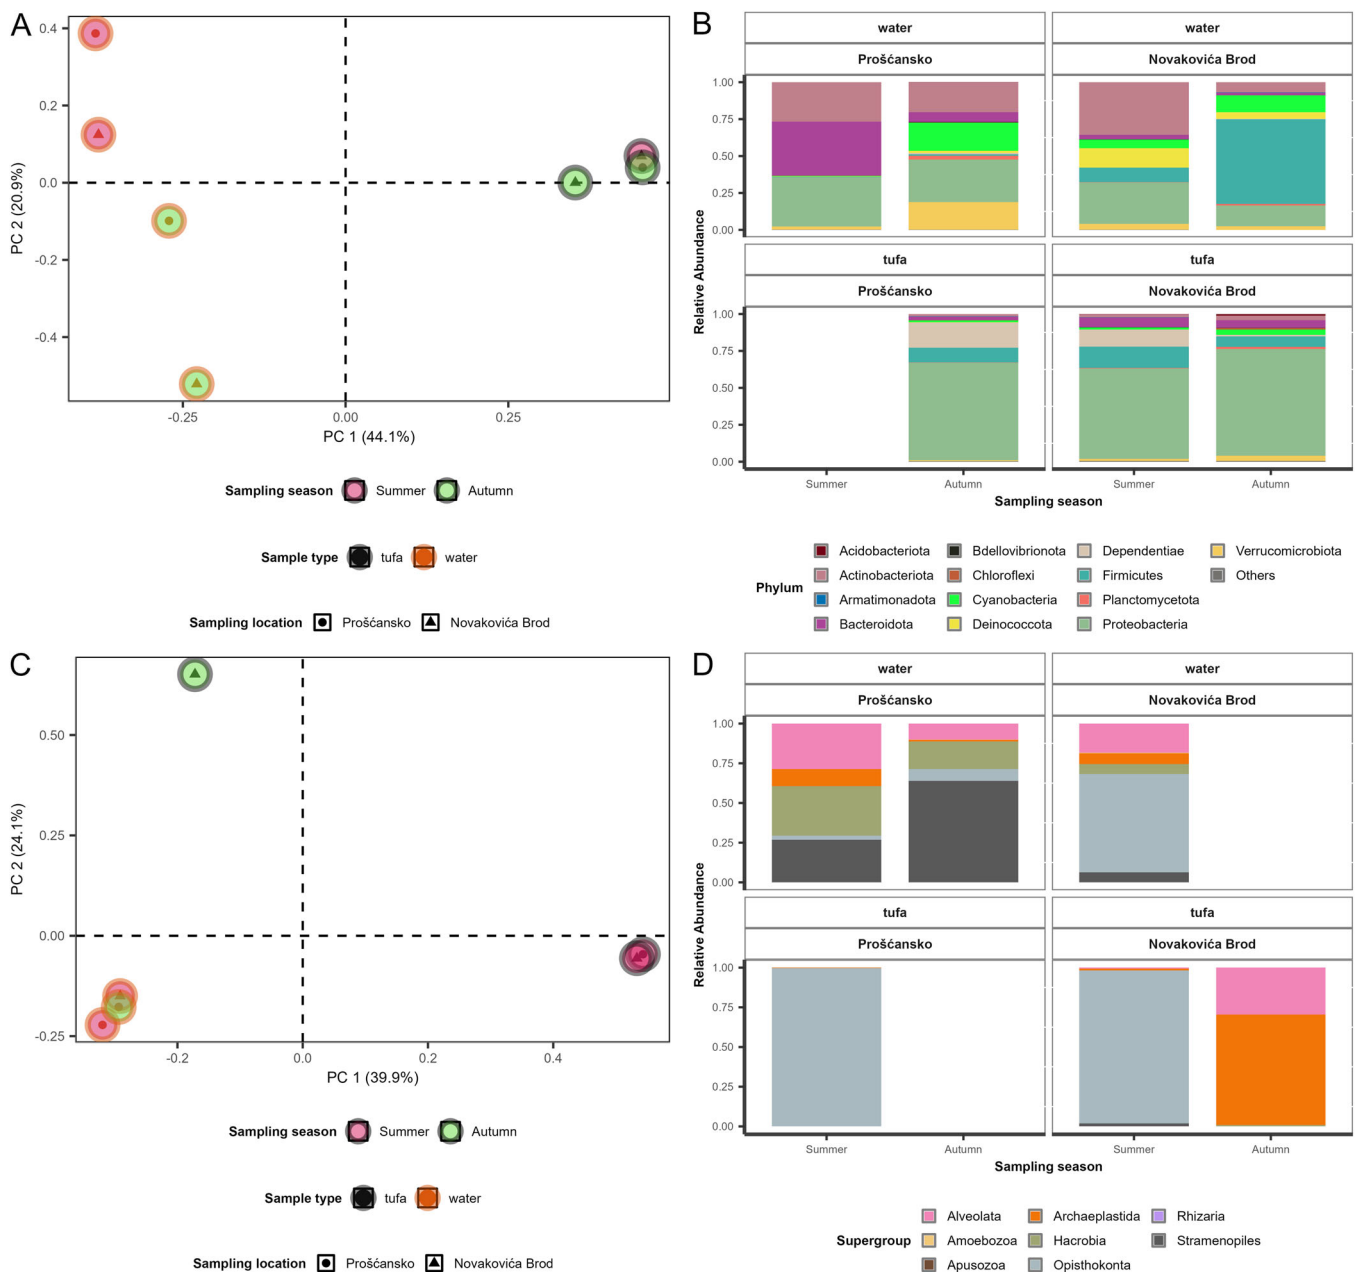 A
PC 2 (20.9%)
0.4
0.2
0.0
-0.2
-0.4
-0.25
0.00
0.25
PC 1 (44.1%)
Sampling season Summer Autumn
Sample type tufa water
Sampling location Prošćansko Novakovića Brod
B
water
water
Prošćansko
Novakovića Brod
1.00
0.75
0.50
0.25
0.00
Relative Abundance
tufa
tufa
Prošćansko
Novakovića Brod
1.00
0.75
0.50
0.25
0.00
Summer
Autumn
Summer
Autumn
Sampling season
Phylum
Acidobacteriota
Actinobacteriota
Armatimonadota
Bacteroidota
Bdellovibrionota
Chloroflexi
Cyanobacteria
Deinococcota
Dependentiae
Firmicutes
Planctomycetota
Proteobacteria
Verrucomicrobiota
Others
C
PC 2 (24.1%)
0.50
0.25
0.00
-0.25
-0.2
0.0
0.2
0.4
PC 1 (39.9%)
Sampling season Summer Autumn
Sample type tufa water
Sampling location Prošćansko Novakovića Brod
D
water
water
Prošćansko
Novakovića Brod
1.00
0.75
0.50
0.25
0.00
Relative Abundance
tufa
tufa
Prošćansko
Novakovića Brod
1.00
0.75
0.50
0.25
0.00
Summer
Autumn
Summer
Autumn
Sampling season
Supergroup
Alveolata
Amoebozoa
Apusozoa
Archaeplastida
Hacrobia
Opisthokonta
Rhizaria
Stramenopiles